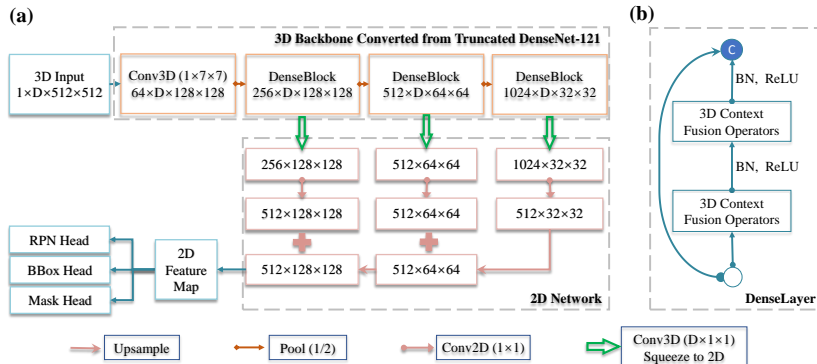 (a)
3D Backbone Converted from Truncated DenseNet-121
3D Input
1×D×512×512
Conv3D (1×7×7)
64×D×128×128
DenseBlock
256×D×128×128
DenseBlock
512×D×64×64
DenseBlock
1024×D×32×32
256×128×128
512×64×64
1024×32×32
512×128×128
512×64×64
512×32×32
RPN Head
BBox Head
Mask Head
2D
Feature
Map
512×128×128
512×64×64
2D Network
Upsample
Pool (1/2)
Conv2D (1×1)
Conv3D (D×1×1)
Squeeze to 2D
(b)
C
BN, ReLU
3D Context
Fusion Operators
BN, ReLU
3D Context
Fusion Operators
DenseLayer